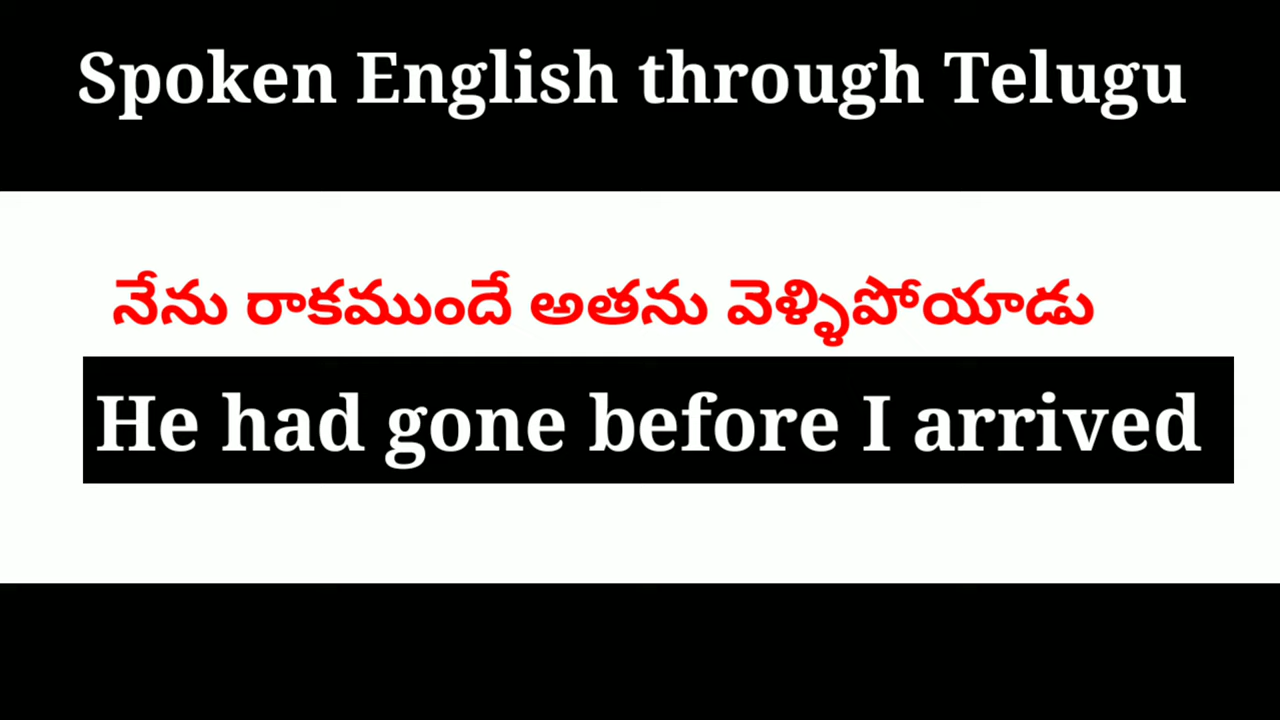 Spoken English through Telugu
నేను రాకముందే అతను వెళ్ళిపోయాడు
He had gone before I arrived